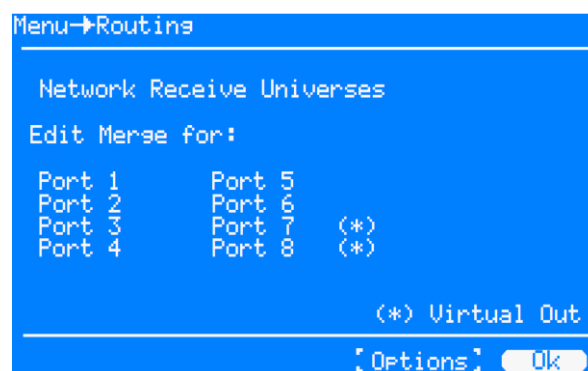 Menu→Routing
Network Receive Universes
Edit Merge for:
Port 1 Port 5
Port 2 Port 6
Port 3 Port 7 (*)
Port 4 Port 8 (*)
(*) Virtual Out
[Options] Ok